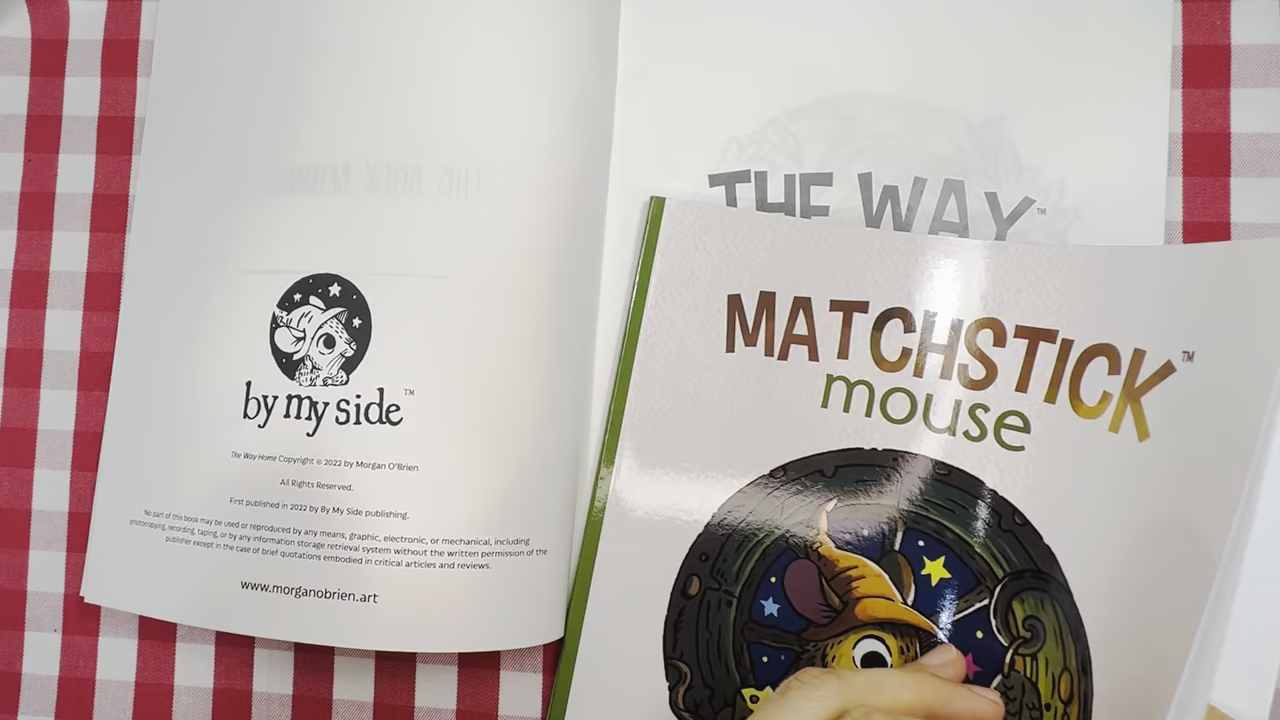 by my side™
The Way Home Copyright © 2022 by Morgan O'Brien
All Rights Reserved.
First published in 2022 by By My Side publishing.
No part of this book may be used or reproduced by any means, graphic, electronic, or mechanical, including
photocopying, recording, taping, or by any information storage retrieval system without the written permission of the
publisher except in the case of brief quotations embodied in critical articles and reviews.
www.morganobrien.art
THE WAY™
MATCHSTICK™
mouse